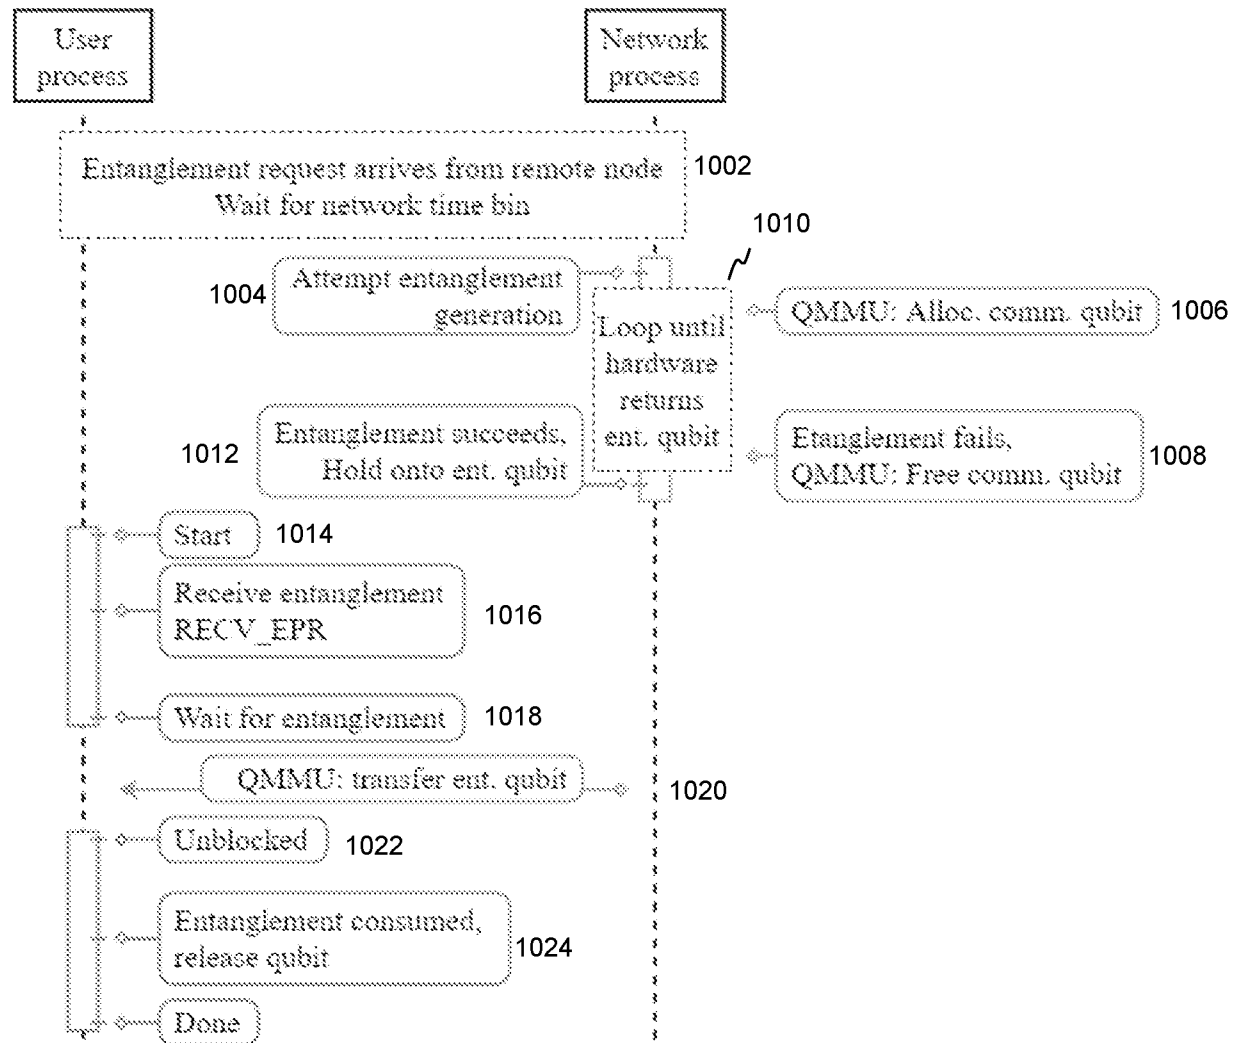 User
process
Network
process
Entanglement request arrives from remote node
Wait for network time bin
1002
1010
Attempt entanglement
generation
1004
Loop until
hardware
returns
ent. qubit
QMMU: Alloc. comm. qubit
1006
Entanglement succeeds,
Hold onto ent. qubit
1012
Etanglement fails,
QMMU: Free comm. qubit
1008
Start
1014
Receive entanglement
RECV_EPR
1016
Wait for entanglement
1018
QMMU: transfer ent. qubit
1020
Unblocked
1022
Entanglement consumed,
release qubit
1024
Done